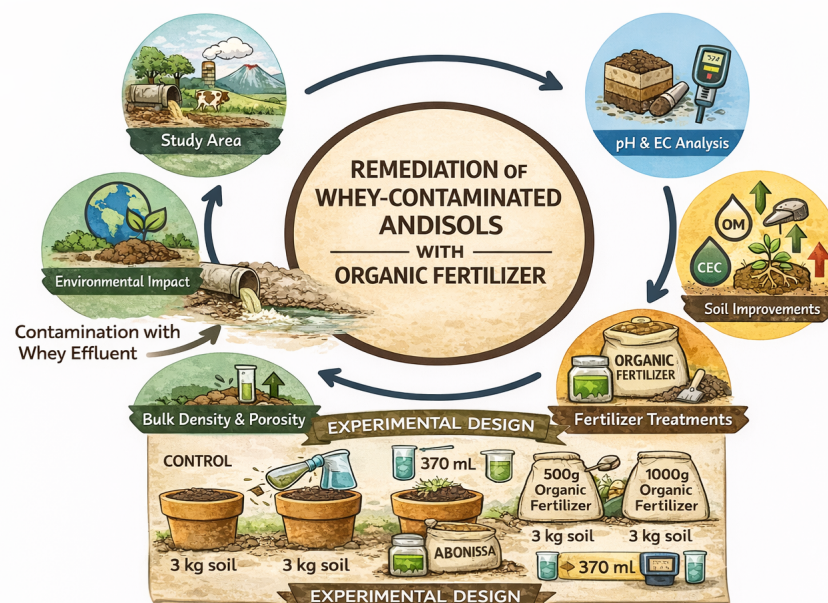 Study Area
pH & EC Analysis
REMEDIATION OF
WHEY-CONTAMINATED
ANDISOLS
WITH
ORGANIC FERTILIZER
OM
CEC
Soil Improvements
Environmental Impact
Contamination with
Whey Effluent
ORGANIC
FERTILIZER
Fertilizer Treatments
Bulk Density & Porosity
EXPERIMENTAL DESIGN
CONTROL
3 kg soil
3 kg soil
370 mL
ABONISSA
500g
Organic
Fertilizer
1000g
Organic
Fertilizer
3 kg soil
3 kg soil
370 mL
EXPERIMENTAL DESIGN